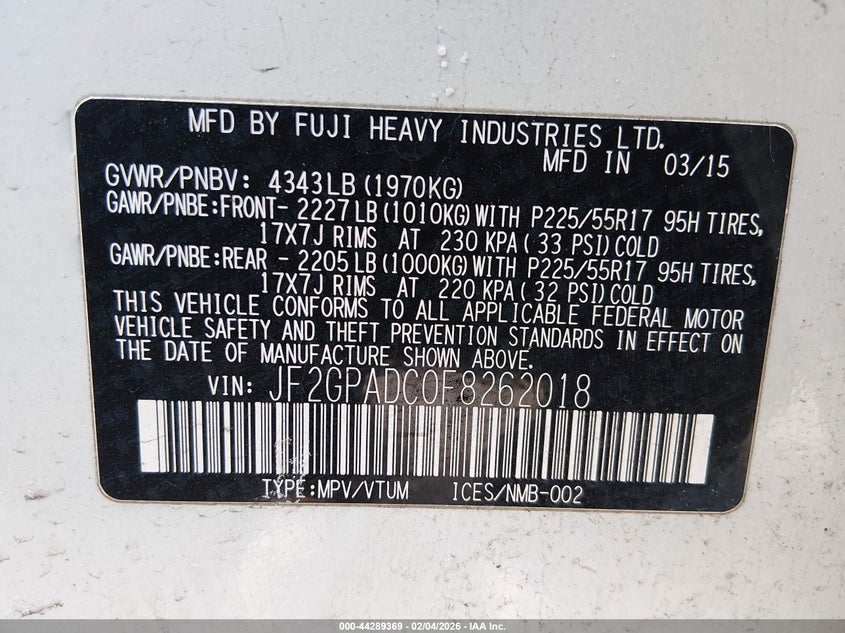 MFD BY FUJI HEAVY INDUSTRIES LTD.
MFD IN 03/15
GVWR/PNBV: 4343LB(1970KG)
GAWR/PNBE:FRONT- 2227LB(1010KG)WITH P225/55R17 95H TIRES,
17X7J RIMS AT 230 KPA(33 PSI)COLD
GAWR/PNBE:REAR - 2205LB(1000KG)WITH P225/55R17 95H TIRES,
17X7J RIMS AT 220 KPA(32 PSI)COLD
THIS VEHICLE CONFORMS TO ALL APPLICABLE FEDERAL MOTOR
VEHICLE SAFETY AND THEFT PREVENTION STANDARDS IN EFFECT ON
THE DATE OF MANUFACTURE SHOWN ABOVE.
VIN: JF2GPADC0F8262018
TYPE:MPV/VTUM ICES/NMB-002
000-44289369 | 02/04/2026 - IAA Inc.